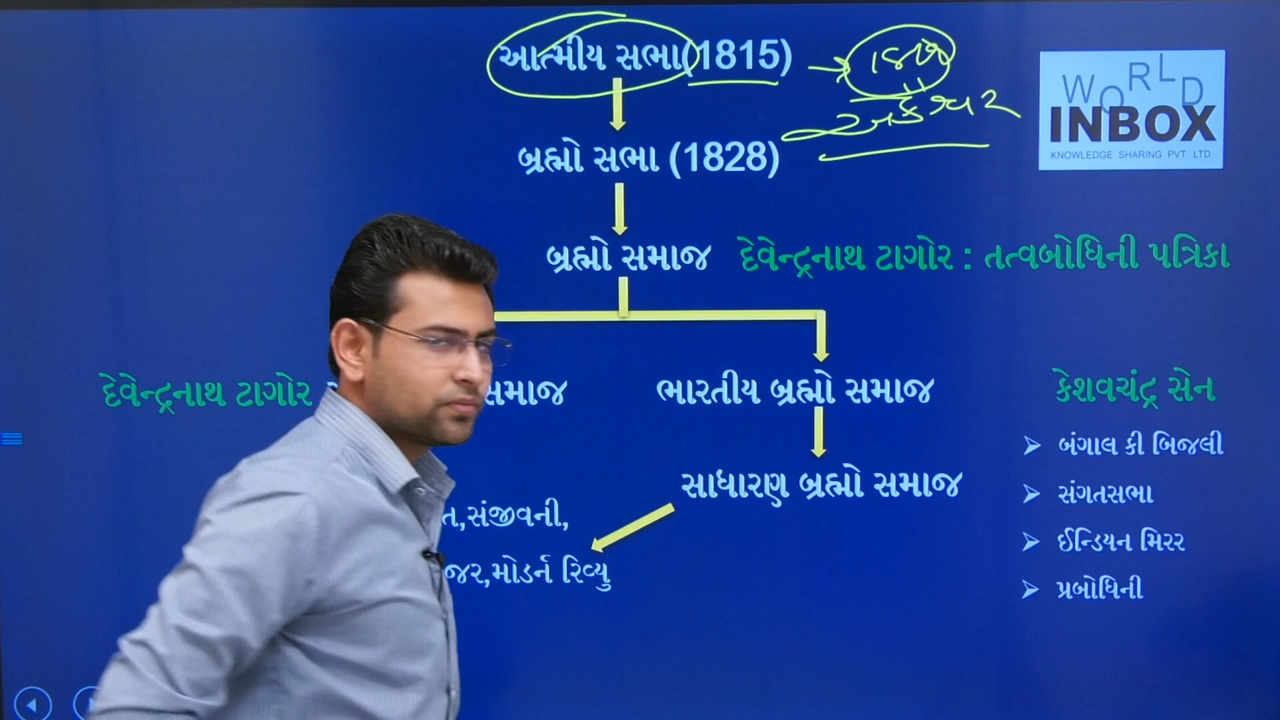 આત્મીય સભા(1815)
WORLD
INBOX
KNOWLEDGE SHARING PVT. LTD.
બ્રહ્મો સભા (1828)
બ્રહ્મો સમાજ દેવેન્દ્રનાથ ટાગોર : તત્વબોધિની પત્રિકા
દેવેન્દ્રનાથ ટાગોર સમાજ ભારતીય બ્રહ્મો સમાજ કેશવચંદ્ર સેન
બંગાલ કી બિજલી
સાધારણ બ્રહ્મો સમાજ સંગતસભા
ત,સંજીવની,
ઈન્ડિયન મિરર
જર,મોડર્ન રિવ્યુ
પ્રબોધિની